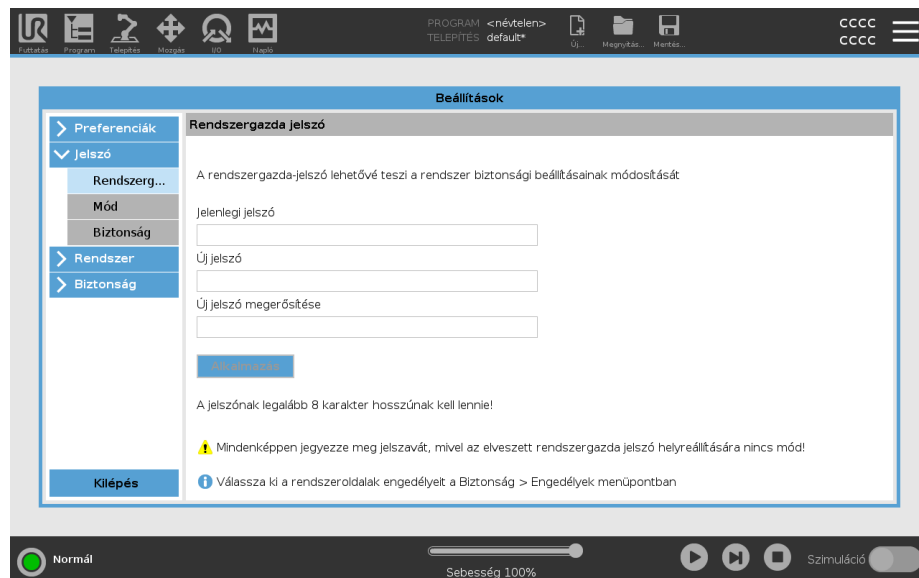 PROGRAM <névtelen>
TELEPÍTÉS default*
CCCC
CCCC
Futtatás Program Telepítés Mozgás I/O Napló Új... Megnyitás... Mentés...
Beállítások
Preferenciák
Jelszó
Rendszerg...
Mód
Biztonság
Rendszer
Biztonság
Kilépés
Rendszergazda jelszó
A rendszergazda-jelszó lehetővé teszi a rendszer biztonsági beállításainak módosítását
Jelenlegi jelszó
Új jelszó
Új jelszó megerősítése
Alkalmazás
A jelszónak legalább 8 karakter hosszúnak kell lennie!
Mindenképpen jegyezze meg jelszavát, mivel az elveszett rendszergazda jelszó helyreállítására nincs mód!
Válassza ki a rendszeroldalak engedélyeit a Biztonság > Engedélyek menüpontban
Normál
Sebesség 100%
Szimuláció